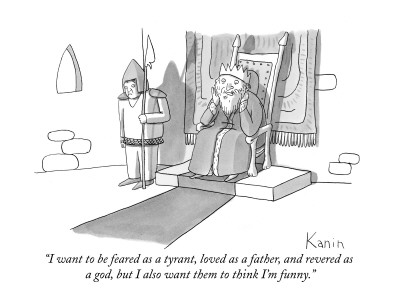 Kanin
“I want to be feared as a tyrant, loved as a father, and revered as
a god, but I also want them to think I’m funny.”